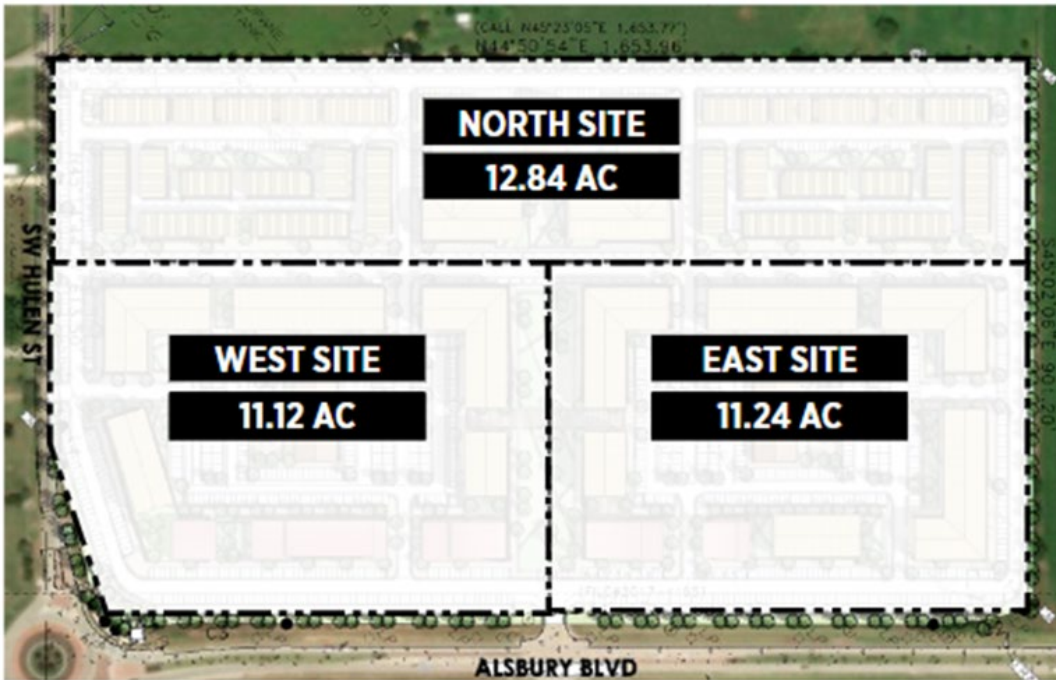 (CALL N45°23'05"E 1,653.77')
N44°50'54"E 1,653.96'
NORTH SITE
12.84 AC
SW HULEN ST
WEST SITE
11.12 AC
EAST SITE
11.24 AC
ALSBURY BLVD